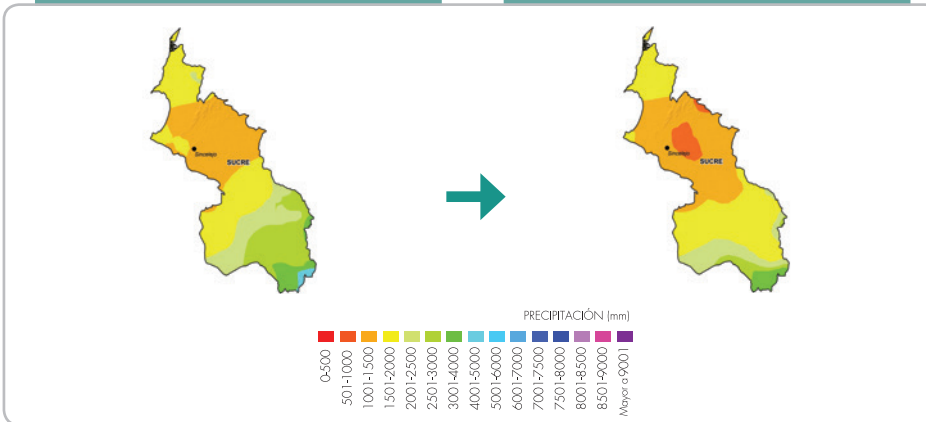 Sincelejo
SUCRE
Sincelejo
SUCRE
PRECIPITACIÓN (mm)
0-500
501-1000
1001-1500
1501-2000
2001-2500
2501-3000
3001-4000
4001-5000
5001-6000
6001-7000
7001-7500
7501-8000
8001-8500
8501-9000
Mayor a 9001